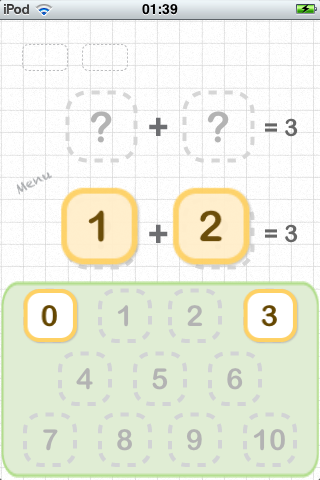 iPod 01:39
? + ? = 3
Menu
1 + 2 = 3
0 1 2 3
4 5 6
7 8 9 10